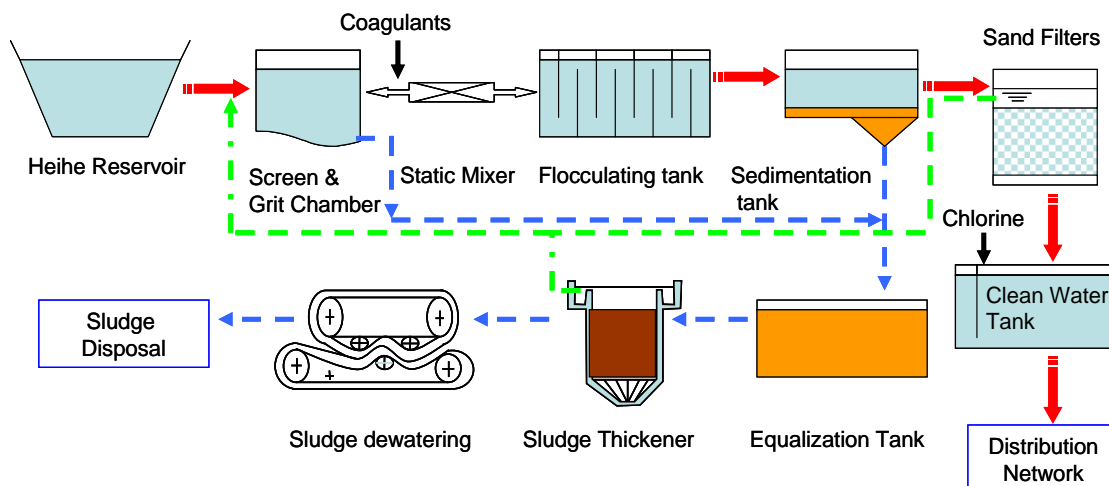 Coagulants
Sand Filters
Heihe Reservoir
Screen &
Grit Chamber
Static Mixer
Flocculating tank
Sedimentation
tank
Chlorine
Clean Water
Tank
Sludge
Disposal
Sludge dewatering
Sludge Thickener
Equalization Tank
Distribution
Network